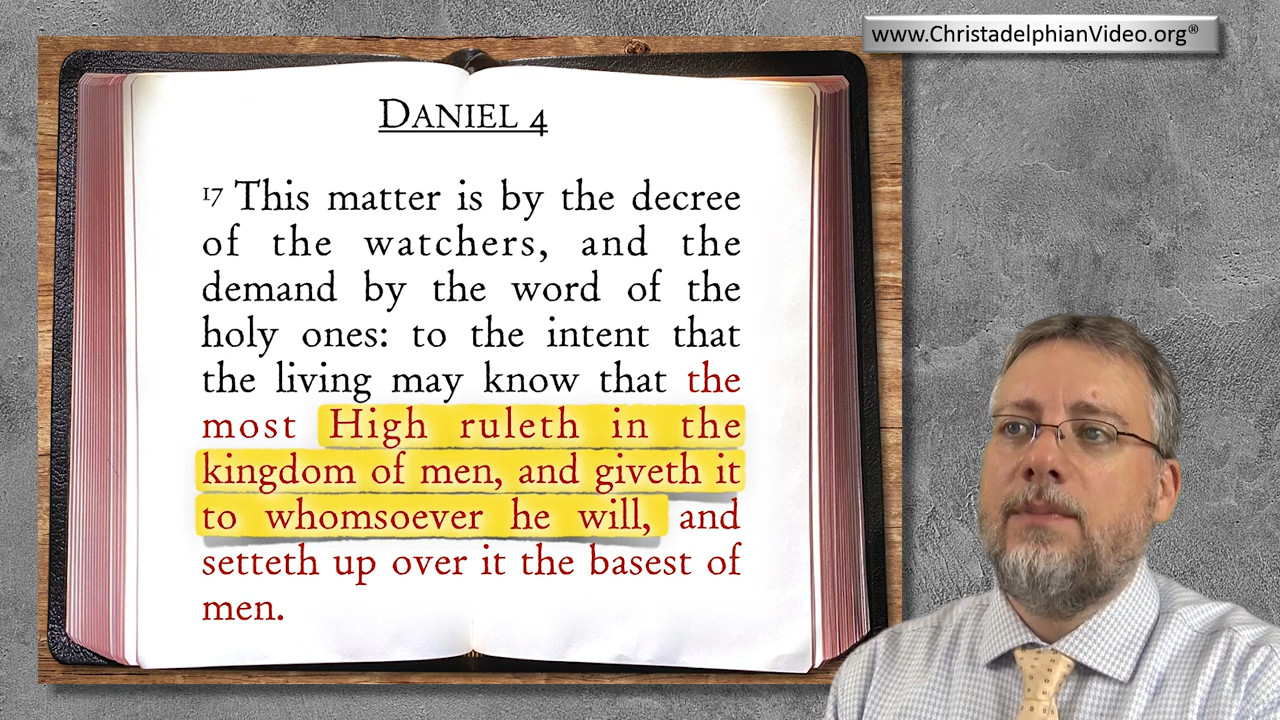 www.ChristadelphianVideo.org®
DANIEL 4
17 This matter is by the decree
of the watchers, and the
demand by the word of the
holy ones: to the intent that
the living may know that the
most High ruleth in the
kingdom of men, and giveth it
to whomsoever he will, and
setteth up over it the basest of
men.